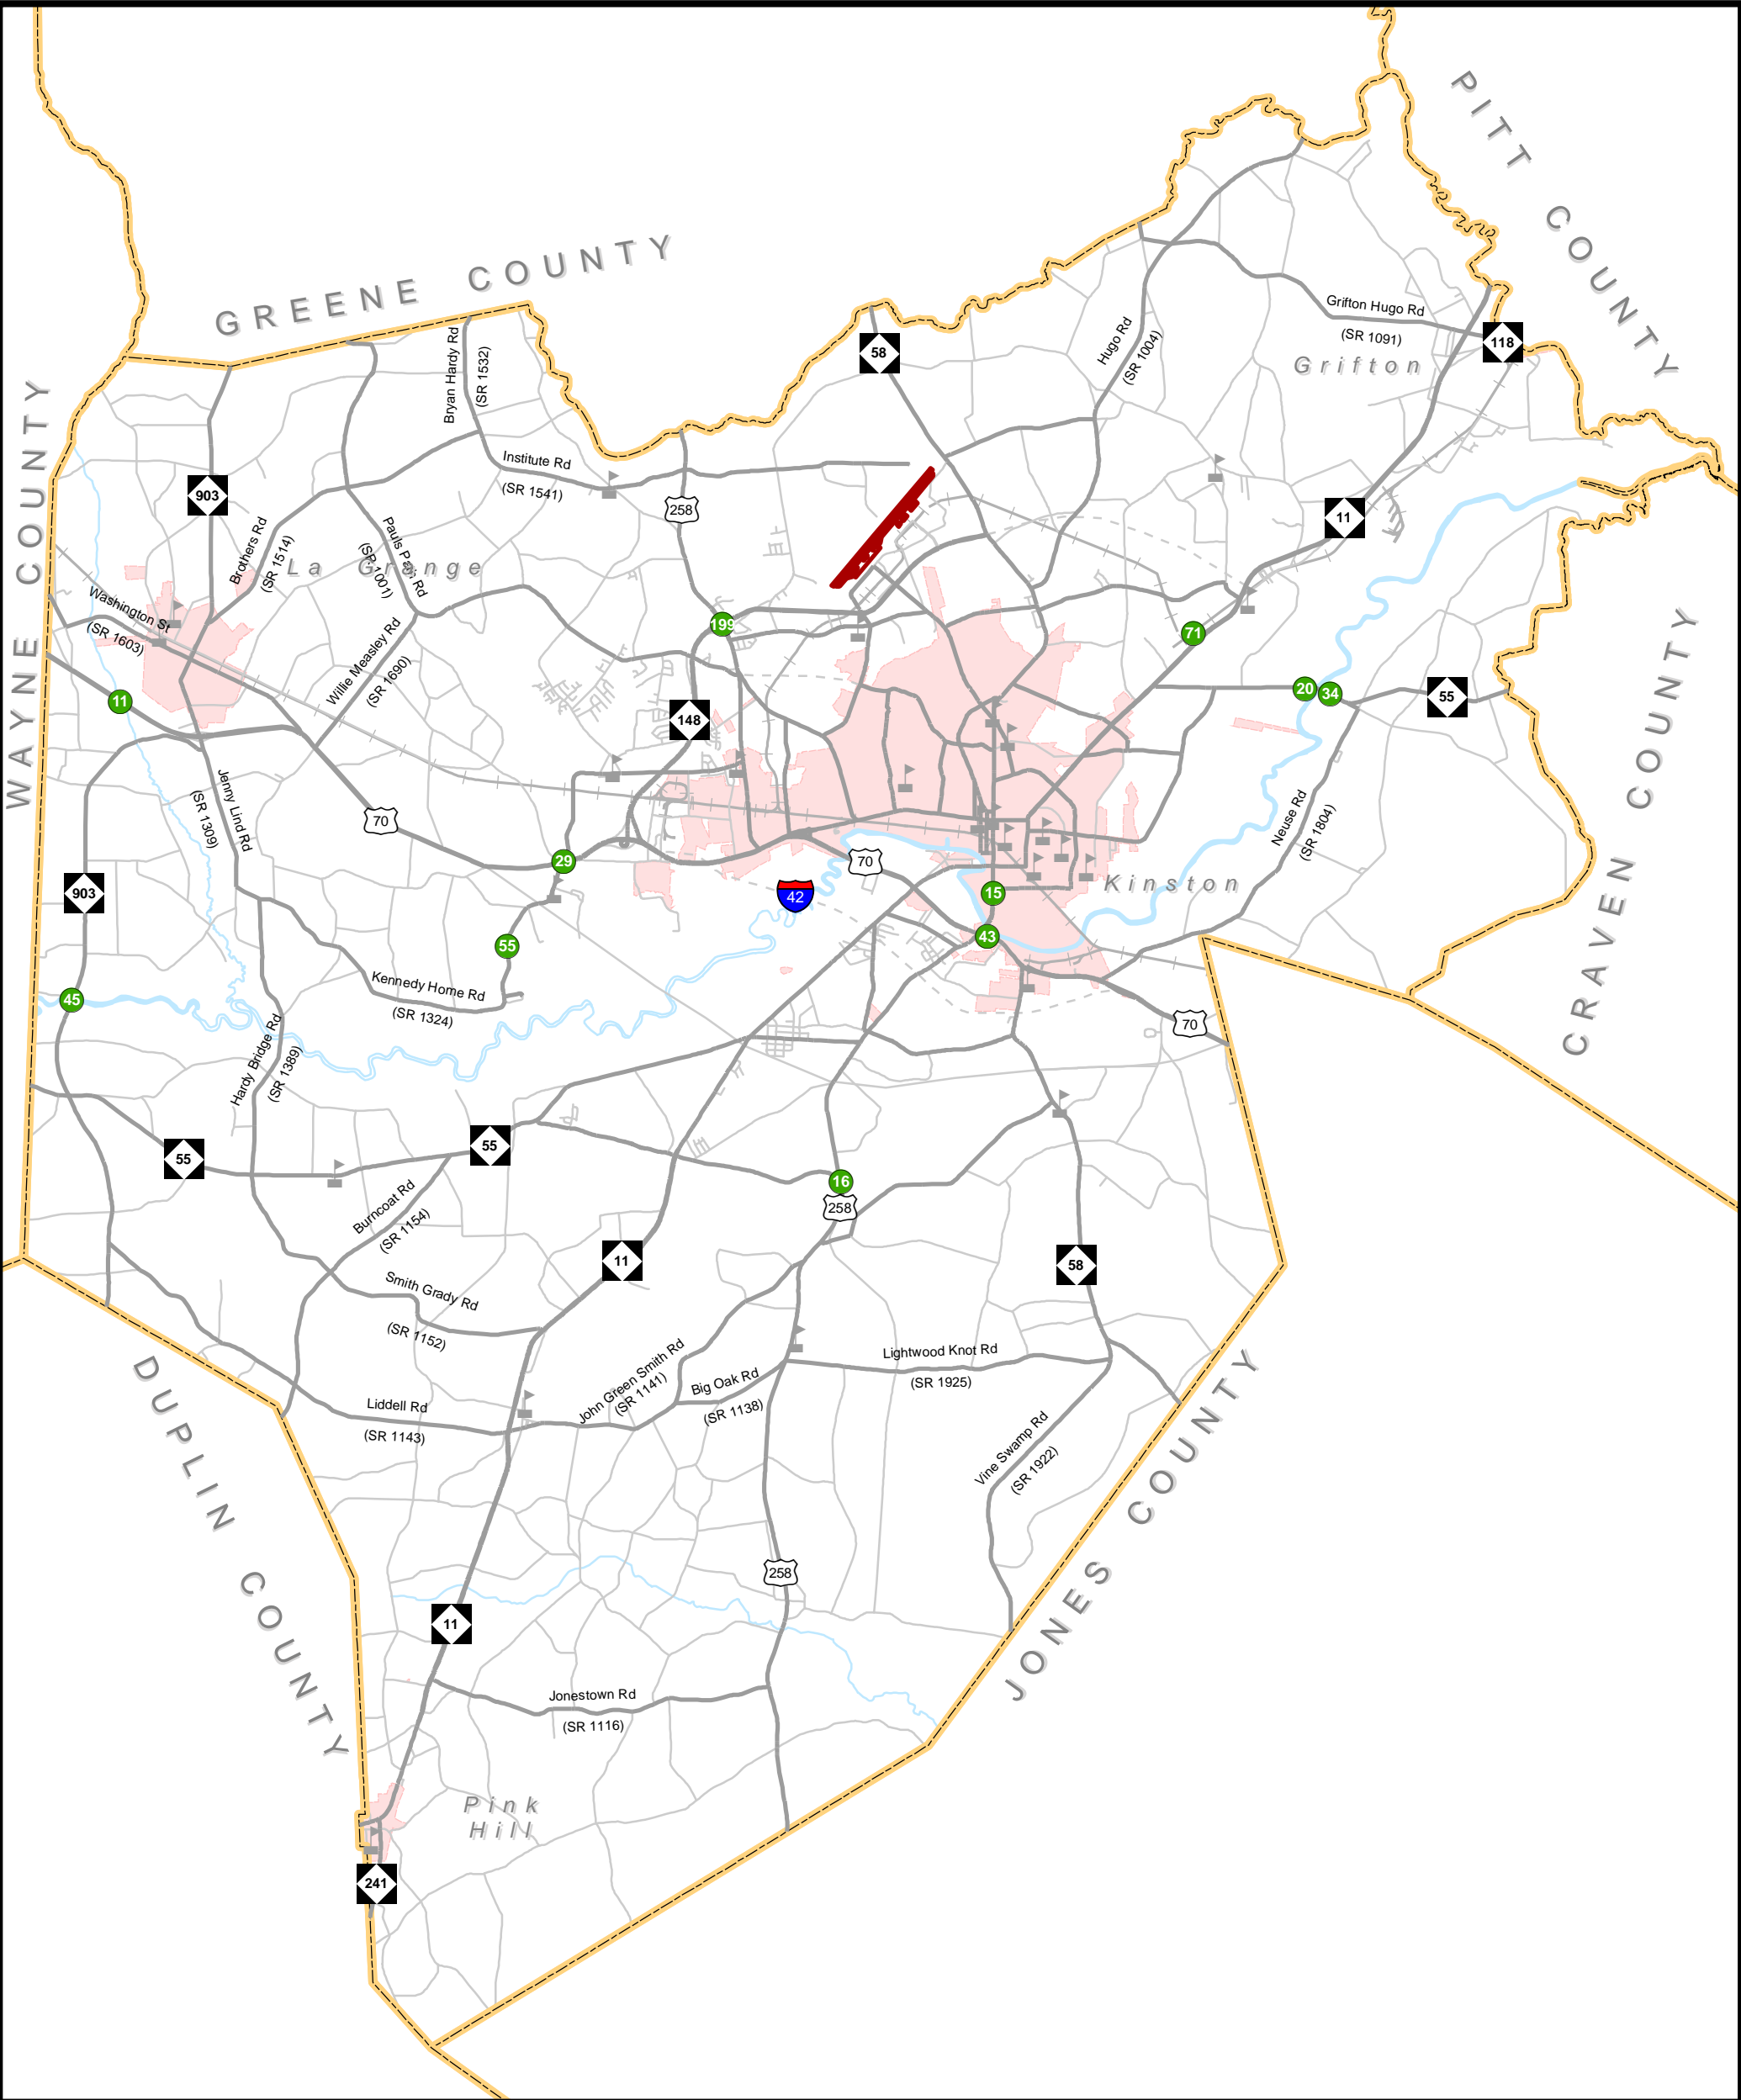 PITT COUNTY
GREENE COUNTY
Grifton Hugo Rd
(SR 1091)
118
Grifton
Hugo Rd
(SR 1004)
58
Bryan Hardy Rd
(SR 1532)
Institute Rd
(SR 1541)
258
903
11
WAYNE COUNTY
Brothers Rd
(SR 1514)
La Grange
(SR 1001)
Washington St
(SR 1603)
Willie Measley Rd
(SR 1690)
199
71
11
148
20
34
55
Jenny Lind Rd
(SR 1309)
70
Neuse Rd
(SR 1804)
CRAVEN COUNTY
29
70
42
15
Kinston
903
43
55
Kennedy Home Rd
(SR 1324)
45
70
Hardy Bridge Rd
(SR 1389)
55
55
16
258
Burncoat Rd
(SR 1154)
11
58
Smith Grady Rd
(SR 1152)
John Green Smith Rd
(SR 1141)
Lightwood Knot Rd
(SR 1925)
Big Oak Rd
(SR 1138)
Liddell Rd
(SR 1143)
Vine Swamp Rd
(SR 1922)
DUPLIN COUNTY
JONES COUNTY
258
11
Jonestown Rd
(SR 1116)
Pink
Hill
241